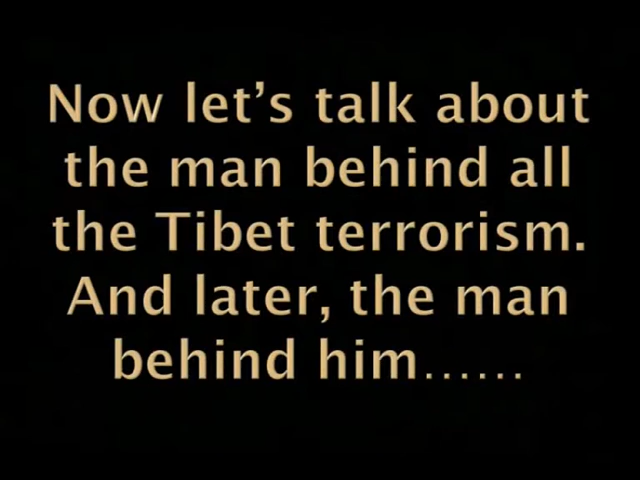 Now let’s talk about
the man behind all
the Tibet terrorism.
And later, the man
behind him……